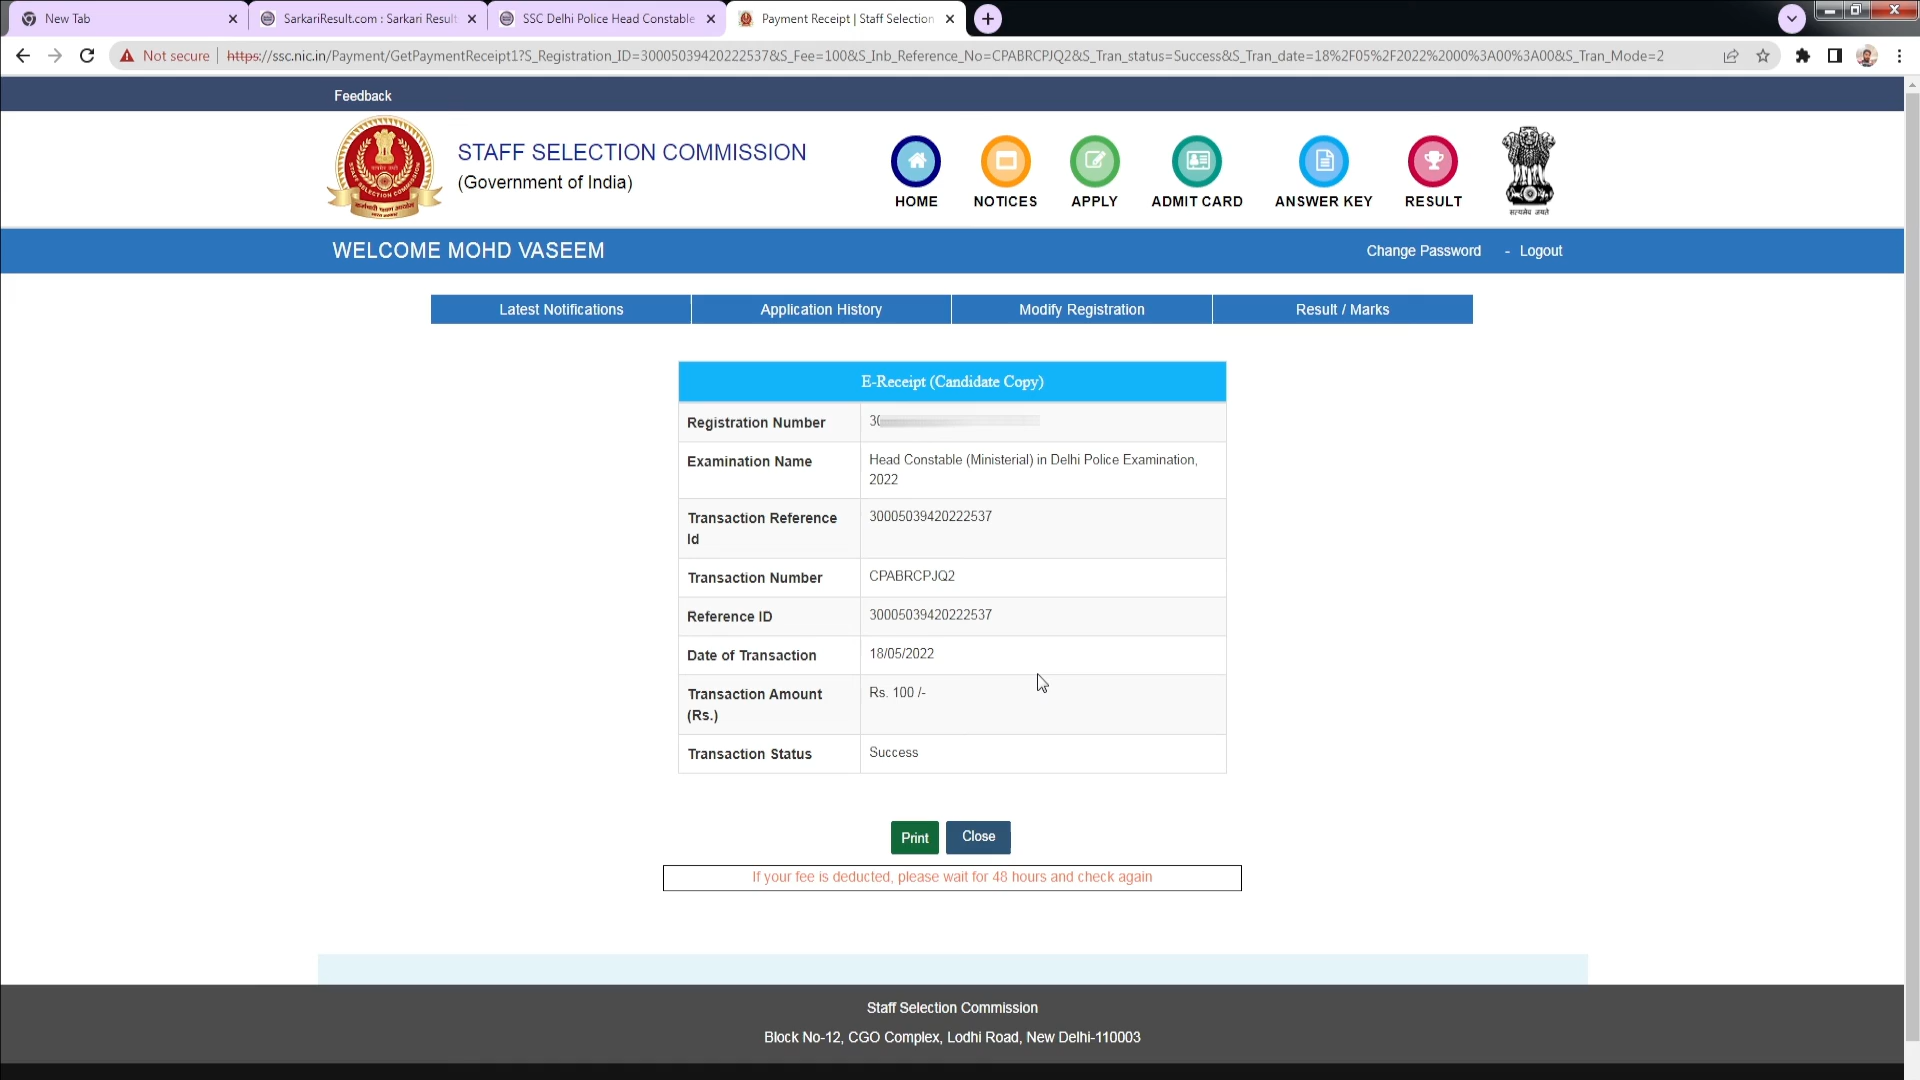 New Tab
SarkariResult.com : Sarkari Result
SSC Delhi Police Head Constable
Payment Receipt | Staff Selection
Not secure
https://ssc.nic.in/Payment/GetPaymentReceipt1?S_Registration_ID=30005039420222537&S_Fee=100&S_Inb_Reference_No=CPABRCPJQ2&S_Tran_status=Success&S_Tran_date=18%2F05%2F2022%2000%3A00%3A00&S_Tran_Mode=2
Feedback
STAFF SELECTION COMMISSION
(Government of India)
HOME
NOTICES
APPLY
ADMIT CARD
ANSWER KEY
RESULT
सत्यमेव जयते
WELCOME MOHD VASEEM
Change Password - Logout
Latest Notifications
Application History
Modify Registration
Result / Marks
E-Receipt (Candidate Copy)
Registration Number
30
Examination Name
Head Constable (Ministerial) in Delhi Police Examination,
2022
Transaction Reference
Id
30005039420222537
Transaction Number
CPABRCPJQ2
Reference ID
30005039420222537
Date of Transaction
18/05/2022
Transaction Amount
(Rs.)
Rs. 100 /-
Transaction Status
Success
Print
Close
If your fee is deducted, please wait for 48 hours and check again
Staff Selection Commission
Block No-12, CGO Complex, Lodhi Road, New Delhi-110003